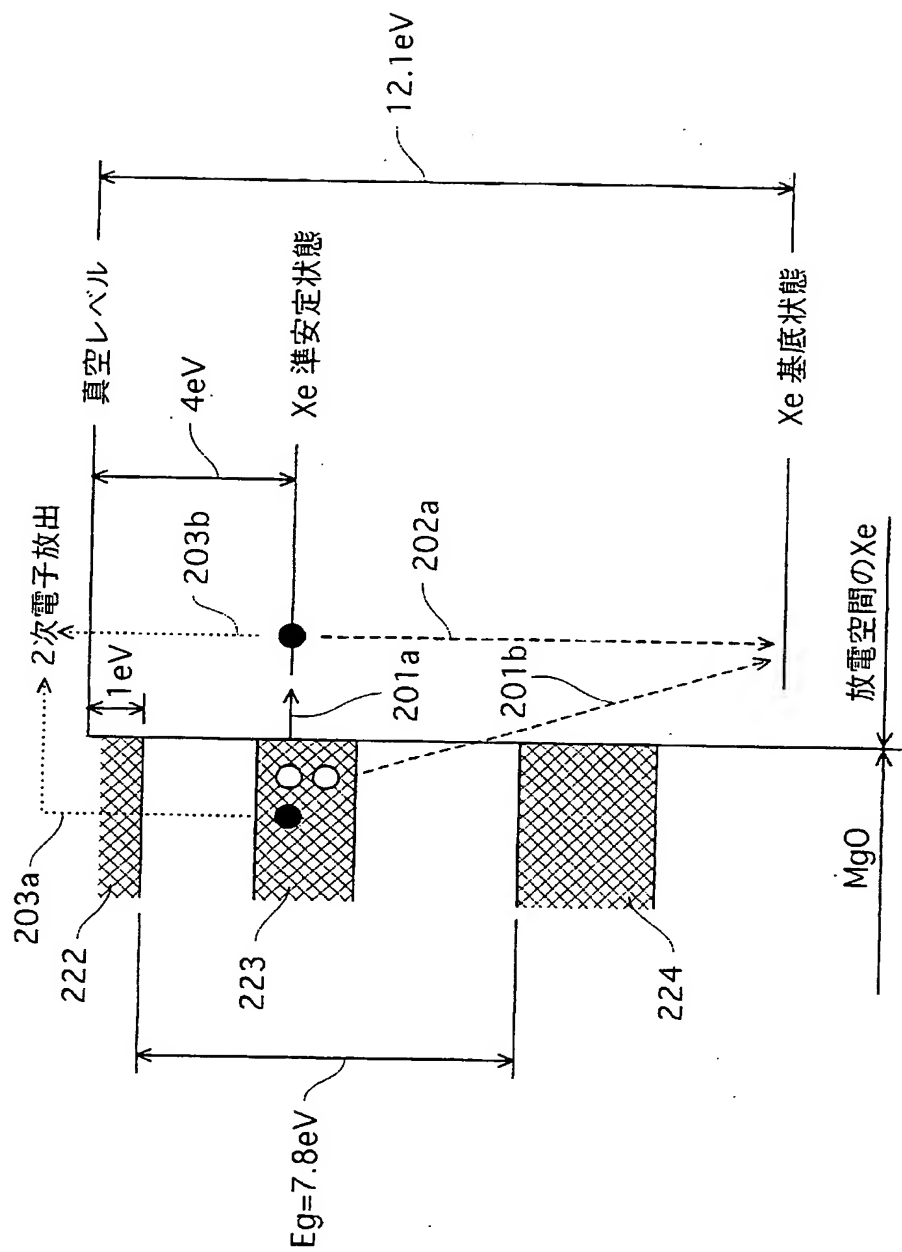 203a
2次電子放出
真空レベル
222
1eV
203b
4eV
12.1eV
223
Xe 準安定状態
201a
Eg=7.8eV
202a
201b
224
Xe 基底状態
MgO
放電空間のXe